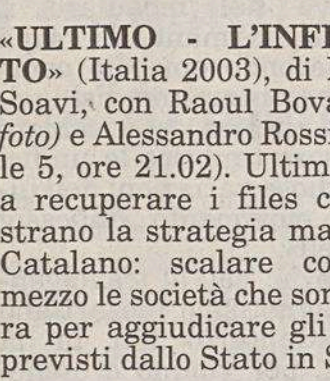 «ULTIMO - L'INFI
TO» (Italia 2003), di
Soavi, con Raoul Bova
foto) e Alessandro Rossi
le 5, ore 21.02). Ultim
a recuperare i files c
strano la strategia ma
Catalano: scalare co
mezzo le società che son
ra per aggiudicare gli
previsti dallo Stato in S